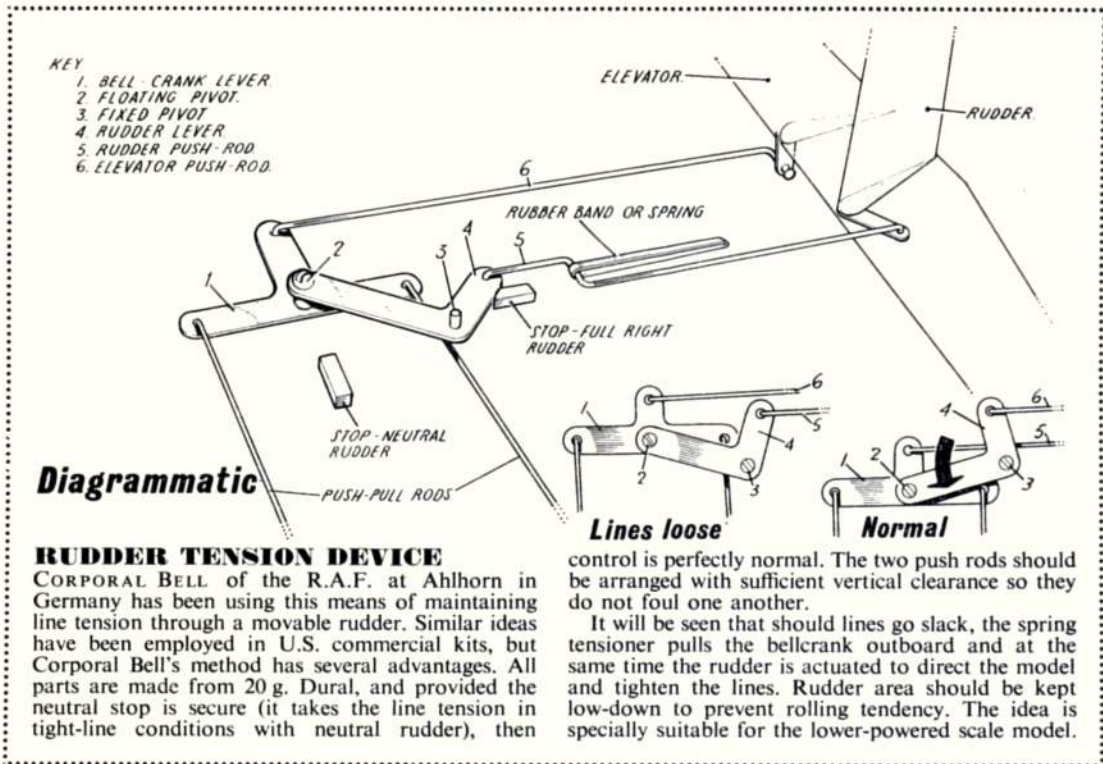 KEY
1. BELL-CRANK LEVER
2. FLOATING PIVOT.
3. FIXED PIVOT
4. RUDDER LEVER
5. RUDDER PUSH-ROD
6. ELEVATOR PUSH-ROD.
ELEVATOR
RUDDER.
6
RUBBER BAND OR SPRING
5
4
3
2
1
STOP-FULL RIGHT
RUDDER
STOP-NEUTRAL
RUDDER
PUSH-PULL RODS
Diagrammatic
1
6
5
4
2
3
Lines loose
6
4
5
2
1
3
Normal
RUDDER TENSION DEVICE
CORPORAL BELL of the R.A.F. at Ahlhorn in
Germany has been using this means of maintaining
line tension through a movable rudder. Similar ideas
have been employed in U.S. commercial kits, but
Corporal Bell's method has several advantages. All
parts are made from 20 g. Dural, and provided the
neutral stop is secure (it takes the line tension in
tight-line conditions with neutral rudder), then
control is perfectly normal. The two push rods should
be arranged with sufficient vertical clearance so they
do not foul one another.
It will be seen that should lines go slack, the spring
tensioner pulls the bellcrank outboard and at the
same time the rudder is actuated to direct the model
and tighten the lines. Rudder area should be kept
low-down to prevent rolling tendency. The idea is
specially suitable for the lower-powered scale model.